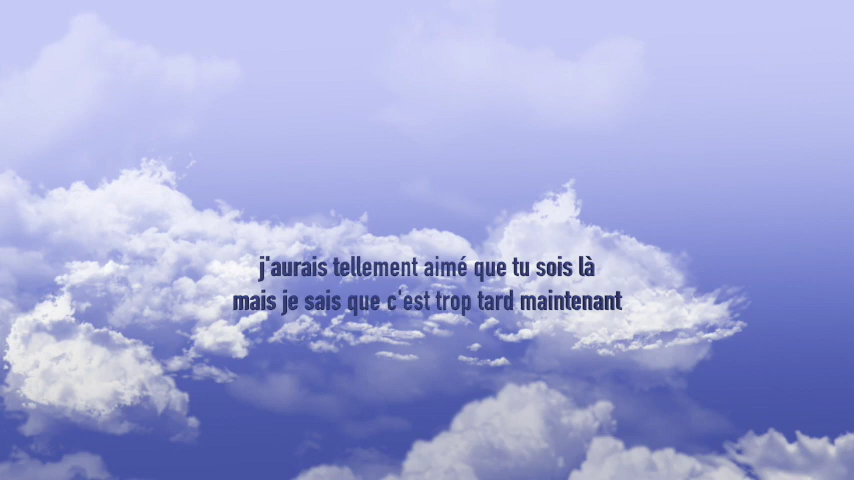 j'aurais tellement aimé que tu sois là
mais je sais que c'est trop tard maintenant